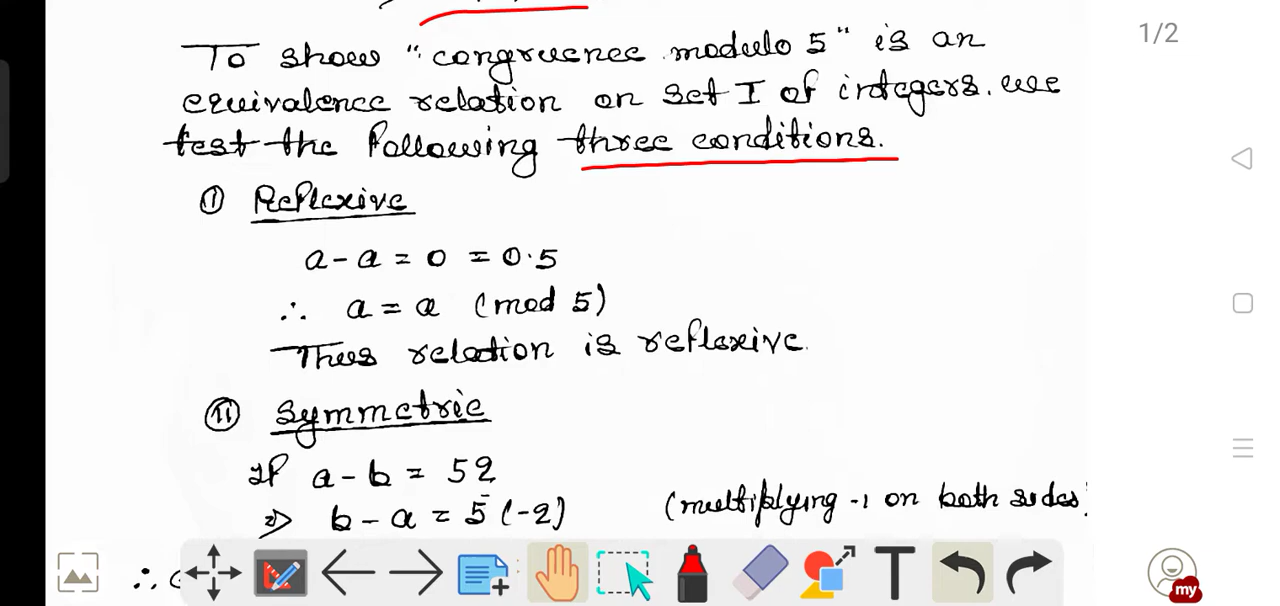 1/2
To show "congruence modulo 5" is an
equivalence relation on set I of integers. we
test the following three conditions.
(i) Reflexive
a - a = 0 = 0.5
∴ a = a (mod 5)
Thus relation is reflexive.
(ii) Symmetric
If a - b = 52
⇒ b - a = 5 (-2) (multiplying -1 on both sides)
∴
T
my